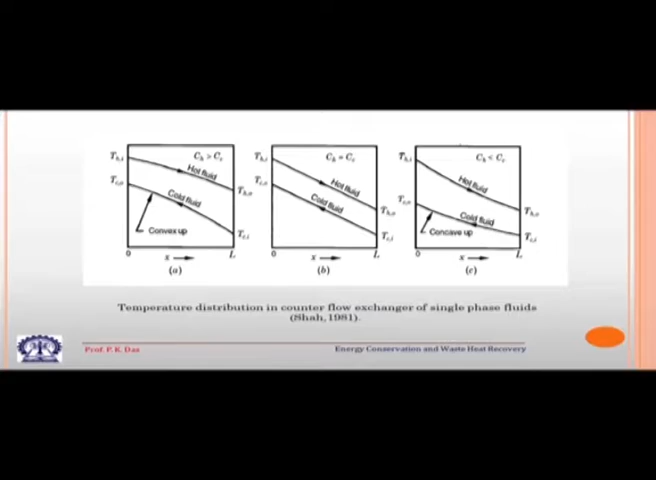 C_h > C_c
T_h,i
Hot fluid
T_c,o
Cold fluid
T_h,o
Convex up
T_c,i
0 x L
(a)
C_h = C_c
T_h,i
Hot fluid
T_c,o
Cold fluid
T_h,o
T_c,i
0 x L
(b)
C_h < C_c
T_h,i
Hot fluid
T_c,o
Cold fluid
T_h,o
Concave up
T_c,i
0 x L
(c)
Temperature distribution in counter flow exchanger of single phase fluids
(Shah, 1981).
Prof. P. K. Das
Energy Conservation and Waste Heat Recovery